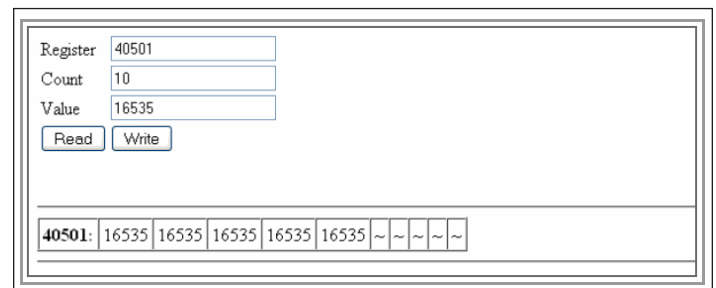 Register 40501
Count 10
Value 16535
Read Write
40501: 16535 16535 16535 16535 16535 ~ ~ ~ ~ ~